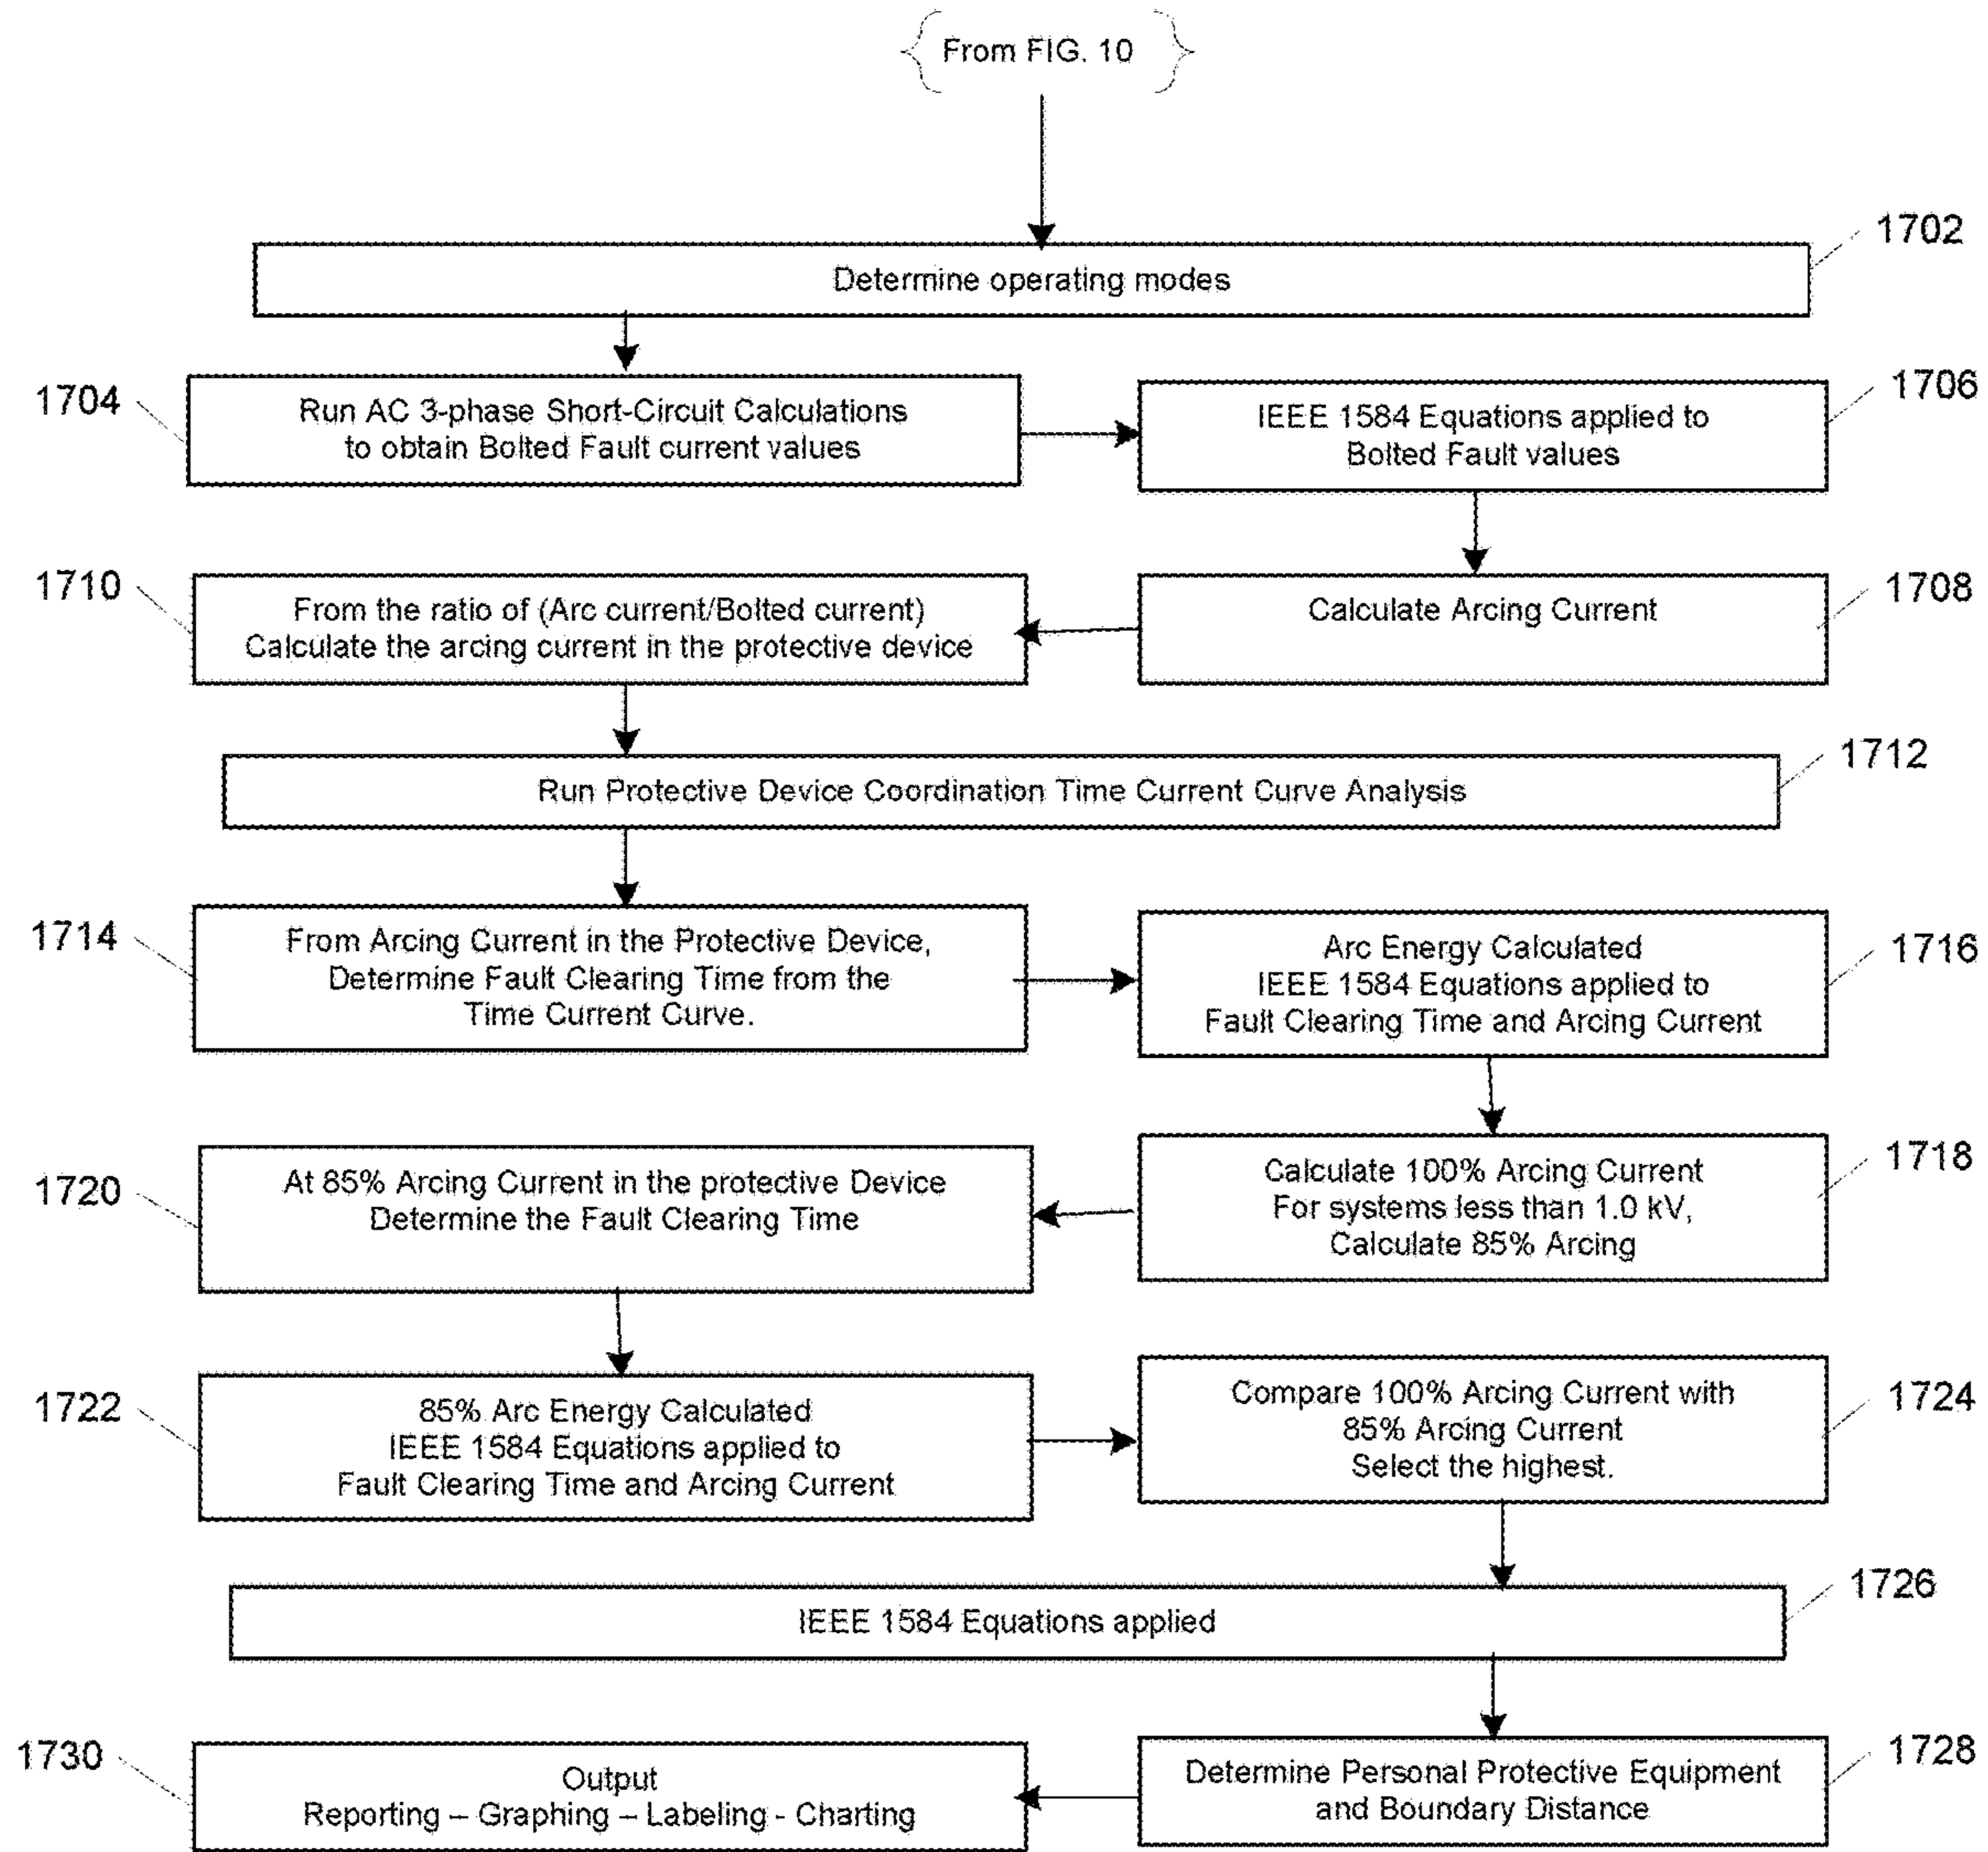 From FIG. 10
1702
Determine operating modes
1704
Run AC 3-phase Short-Circuit Calculations
to obtain Bolted Fault current values
1706
IEEE 1584 Equations applied to
Bolted Fault values
1710
From the ratio of (Arc current/Bolted current)
Calculate the arcing current in the protective device
1708
Calculate Arcing Current
1712
Run Protective Device Coordination Time Current Curve Analysis
1714
From Arcing Current in the Protective Device,
Determine Fault Clearing Time from the
Time Current Curve.
1716
Arc Energy Calculated
IEEE 1584 Equations applied to
Fault Clearing Time and Arcing Current
1720
At 85% Arcing Current in the protective Device
Determine the Fault Clearing Time
1718
Calculate 100% Arcing Current
For systems less than 1.0 kV,
Calculate 85% Arcing
1722
85% Arc Energy Calculated
IEEE 1584 Equations applied to
Fault Clearing Time and Arcing Current
1724
Compare 100% Arcing Current with
85% Arcing Current
Select the highest.
1726
IEEE 1584 Equations applied
1730
Output
Reporting – Graphing – Labeling - Charting
1728
Determine Personal Protective Equipment
and Boundary Distance